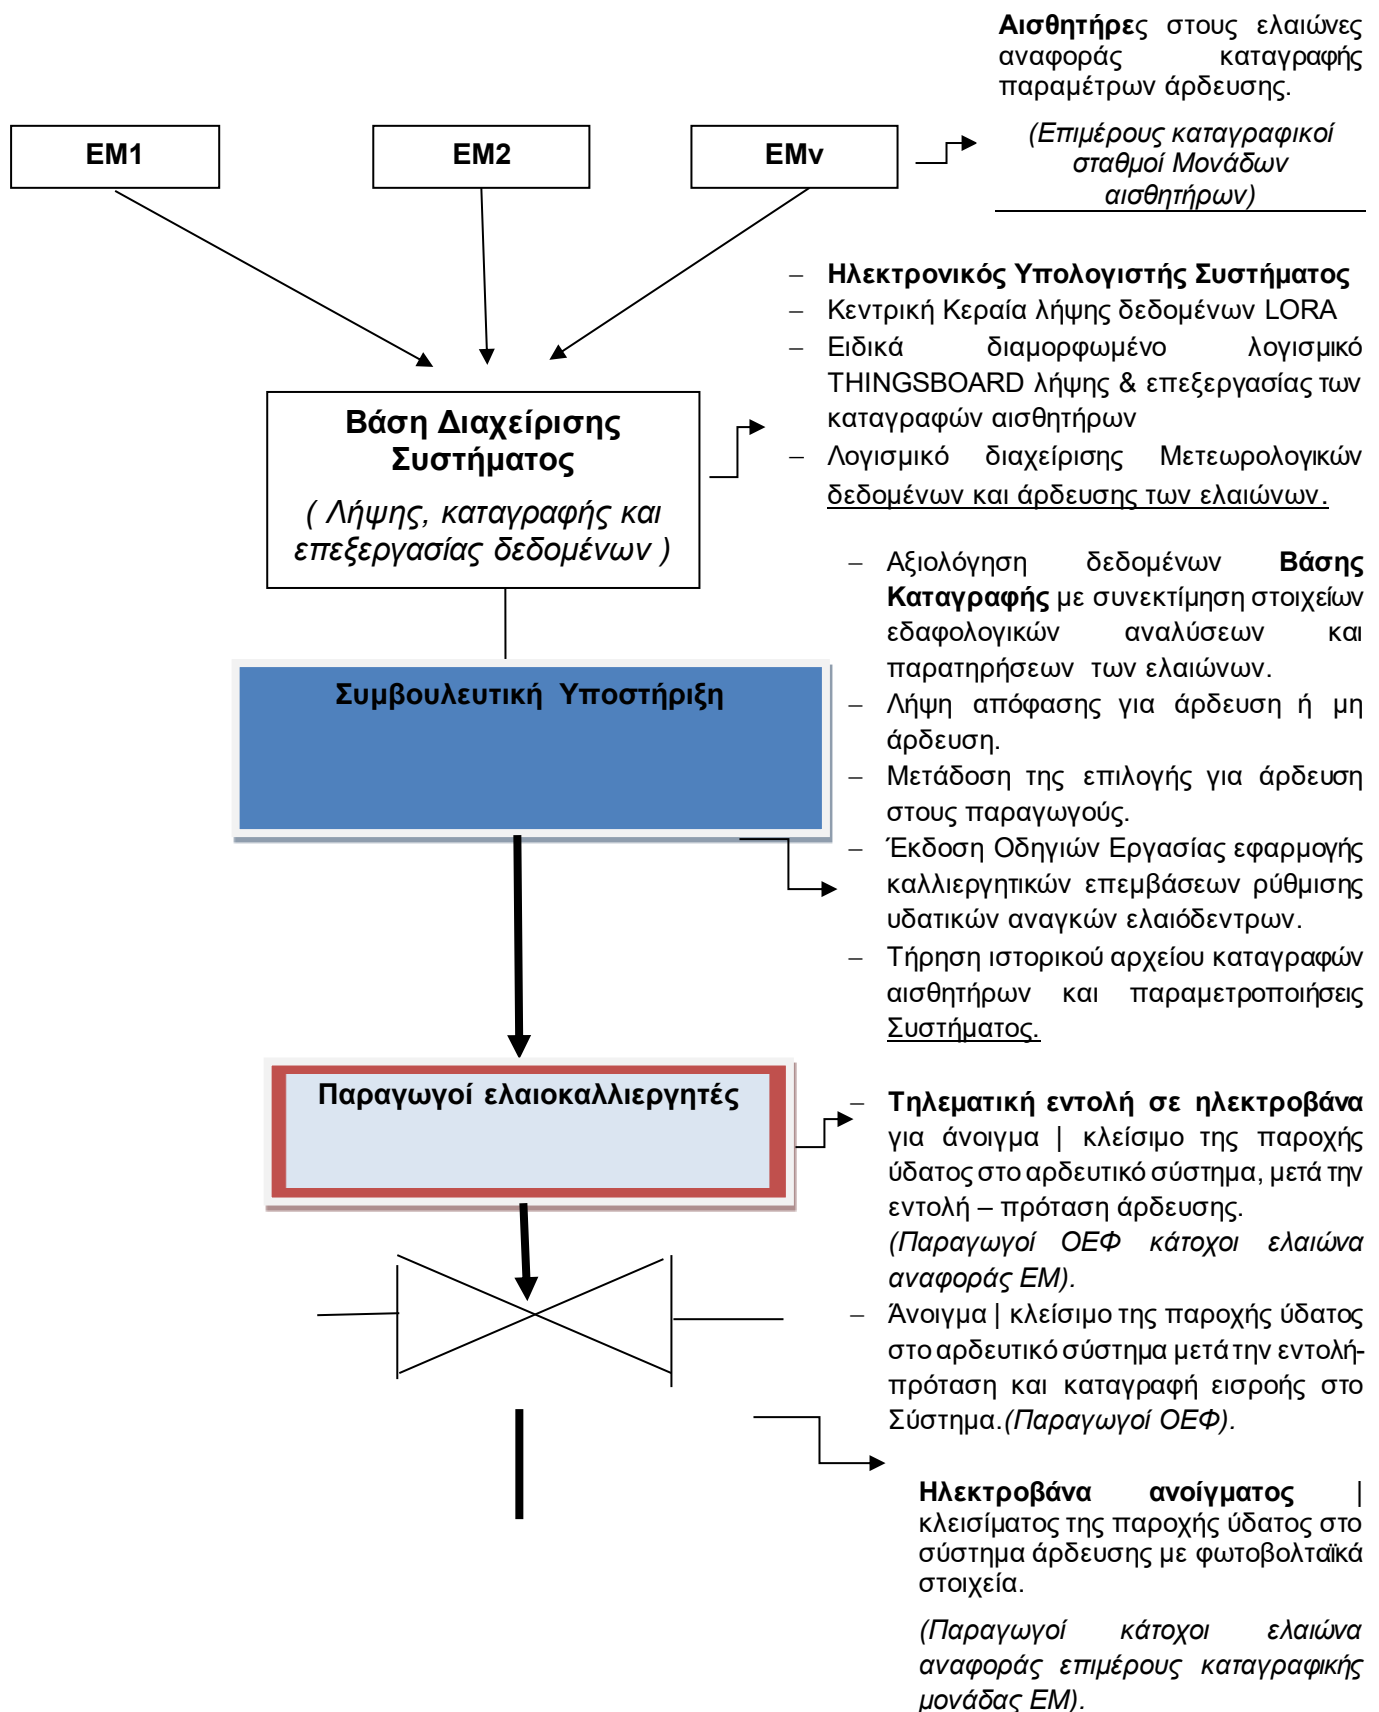 Αισθητήρες στους ελαιώνες
αναφοράς καταγραφής
παραμέτρων άρδευσης.
(Επιμέρους καταγραφικοί
σταθμοί Μονάδων
αισθητήρων)
ΕΜ1
ΕΜ2
ΕΜν
– Ηλεκτρονικός Υπολογιστής Συστήματος
– Κεντρική Κεραία λήψης δεδομένων LORA
– Ειδικά διαμορφωμένο λογισμικό
THINGSBOARD λήψης & επεξεργασίας των
καταγραφών αισθητήρων
– Λογισμικό διαχείρισης Μετεωρολογικών
δεδομένων και άρδευσης των ελαιώνων.
Βάση Διαχείρισης
Συστήματος
( Λήψης, καταγραφής και
επεξεργασίας δεδομένων )
– Αξιολόγηση δεδομένων Βάσης
Καταγραφής με συνεκτίμηση στοιχείων
εδαφολογικών αναλύσεων και
παρατηρήσεων των ελαιώνων.
– Λήψη απόφασης για άρδευση ή μη
άρδευση.
– Μετάδοση της επιλογής για άρδευση
στους παραγωγούς.
– Έκδοση Οδηγιών Εργασίας εφαρμογής
καλλιεργητικών επεμβάσεων ρύθμισης
υδατικών αναγκών ελαιόδεντρων.
– Τήρηση ιστορικού αρχείου καταγραφών
αισθητήρων και παραμετροποιήσεις
Συστήματος.
Συμβουλευτική Υποστήριξη
Παραγωγοί ελαιοκαλλιεργητές
– Τηλεματική εντολή σε ηλεκτροβάνα
για άνοιγμα | κλείσιμο της παροχής
ύδατος στο αρδευτικό σύστημα, μετά την
εντολή – πρόταση άρδευσης.
(Παραγωγοί ΟΕΦ κάτοχοι ελαιώνα
αναφοράς ΕΜ).
– Άνοιγμα | κλείσιμο της παροχής ύδατος
στο αρδευτικό σύστημα μετά την εντολή-
πρόταση και καταγραφή εισροής στο
Σύστημα.(Παραγωγοί ΟΕΦ).
Ηλεκτροβάνα ανοίγματος |
κλεισίματος της παροχής ύδατος στο
σύστημα άρδευσης με φωτοβολταϊκά
στοιχεία.
(Παραγωγοί κάτοχοι ελαιώνα
αναφοράς επιμέρους καταγραφικής
μονάδας ΕΜ).